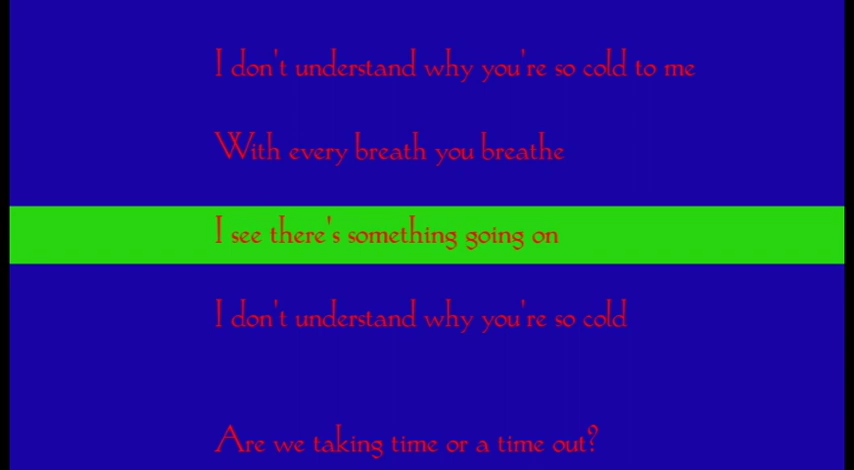 I don't understand why you're so cold to me
With every breath you breathe
I see there's something going on
I don't understand why you're so cold
Are we taking time or a time out?